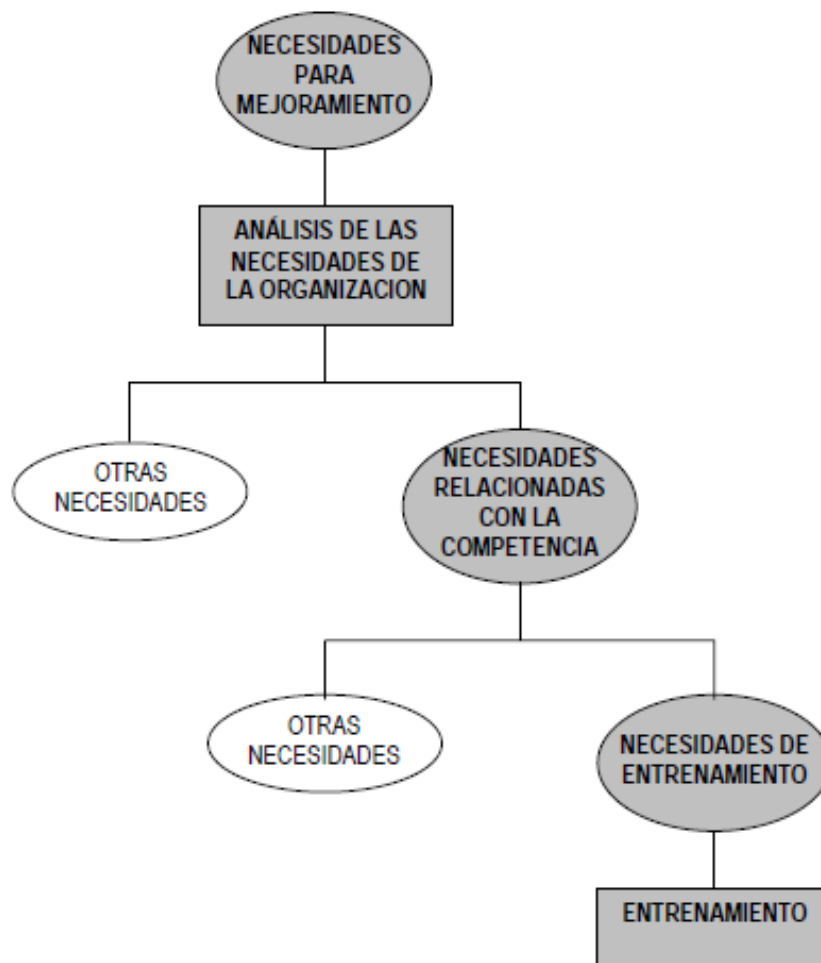 NECESIDADES
PARA
MEJORAMIENTO
ANÁLISIS DE LAS
NECESIDADES DE
LA ORGANIZACION
OTRAS
NECESIDADES
NECESIDADES
RELACIONADAS
CON LA
COMPETENCIA
OTRAS
NECESIDADES
NECESIDADES DE
ENTRENAMIENTO
ENTRENAMIENTO